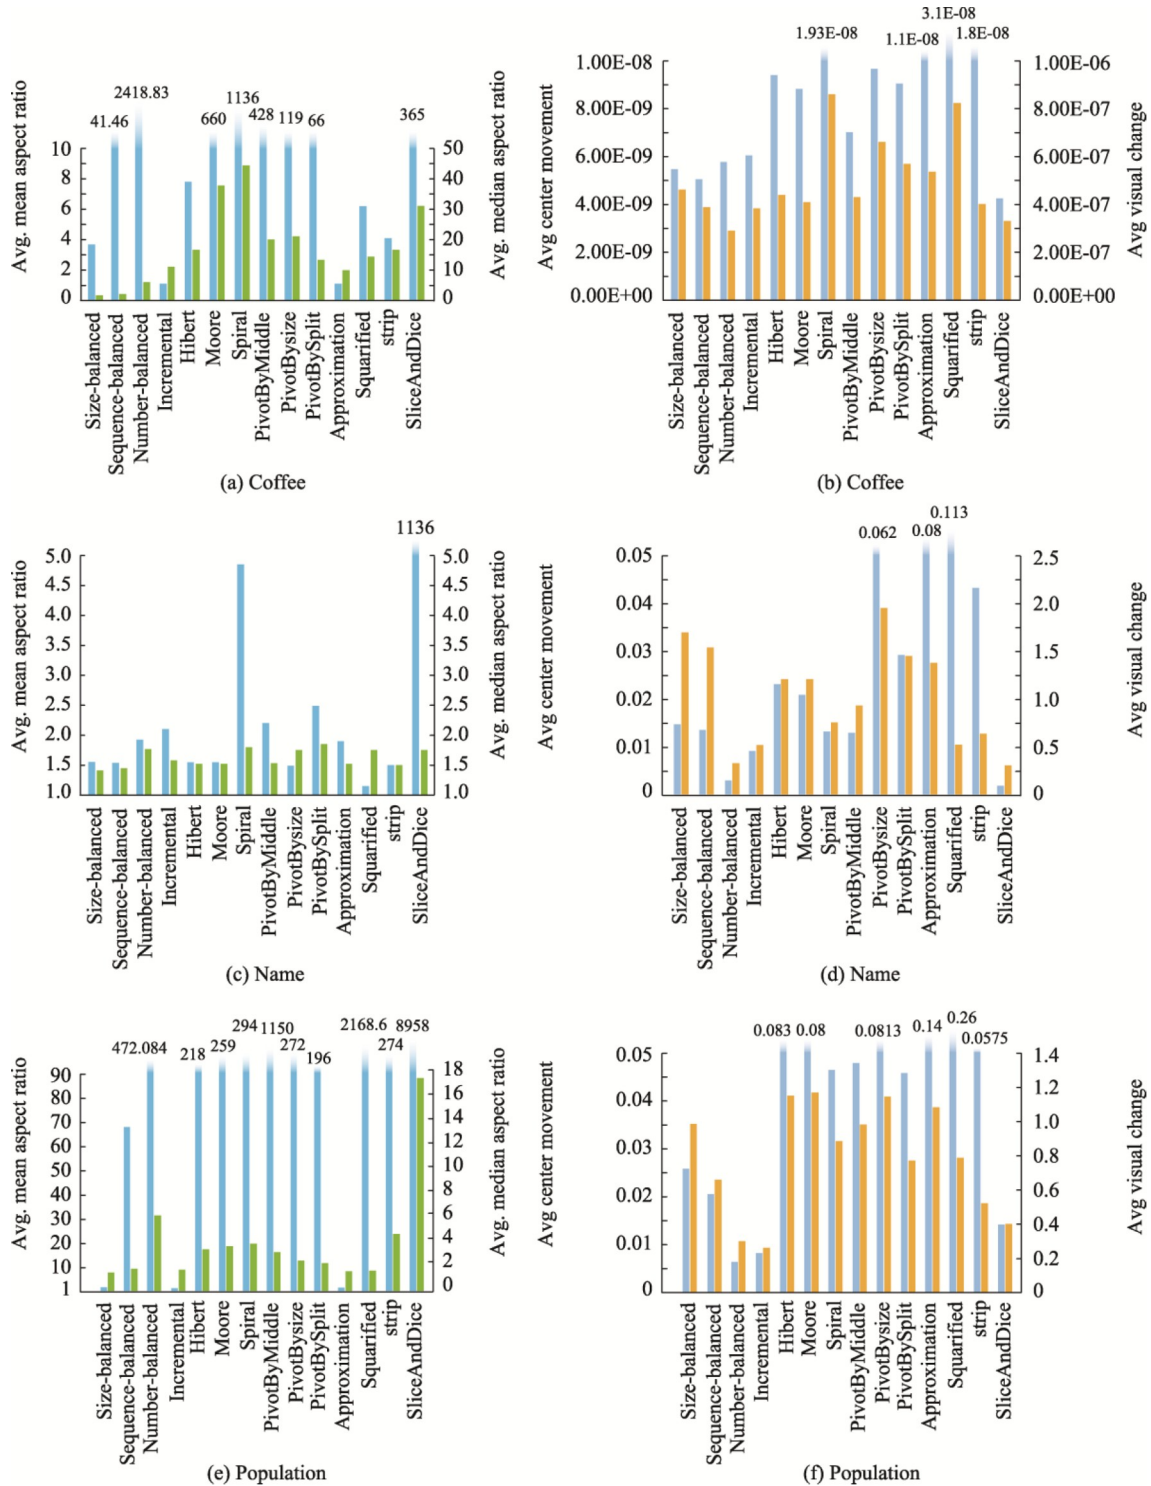 3.1E-08
1.93E-08 1.1E-08 1.8E-08
2418.83 1136
41.46 660 428 119 66 365
Avg. mean aspect ratio
10
8
6
4
2
0
50
40
30
20
10
0
Avg. median aspect ratio
Size-balanced
Sequence-balanced
Number-balanced
Incremental
Hibert
Moore
Spiral
PivotByMiddle
PivotBysize
PivotBySplit
Approximation
Squarified
strip
SliceAndDice
(a) Coffee
Avg center movement
1.00E-08
8.00E-09
6.00E-09
4.00E-09
2.00E-09
0.00E+00
1.00E-06
8.00E-07
6.00E-07
4.00E-07
2.00E-07
0.00E+00
Avg visual change
Size-balanced
Sequence-balanced
Number-balanced
Incremental
Hibert
Moore
Spiral
PivotByMiddle
PivotBysize
PivotBySplit
Approximation
Squarified
strip
SliceAndDice
(b) Coffee
1136
Avg. mean aspect ratio
5.0
4.5
4.0
3.5
3.0
2.5
2.0
1.5
1.0
5.0
4.5
4.0
3.5
3.0
2.5
2.0
1.5
1.0
Avg. median aspect ratio
Size-balanced
Sequence-balanced
Number-balanced
Incremental
Hibert
Moore
Spiral
PivotByMiddle
PivotBysize
PivotBySplit
Approximation
Squarified
strip
SliceAndDice
(c) Name
0.113
0.062 0.08
Avg center movement
0.05
0.04
0.03
0.02
0.01
0
2.5
2.0
1.5
1.0
0.5
0
Avg visual change
Size-balanced
Sequence-balanced
Number-balanced
Incremental
Hibert
Moore
Spiral
PivotByMiddle
PivotBysize
PivotBySplit
Approximation
Squarified
strip
SliceAndDice
(d) Name
294 1150 2168.6 8958
472.084 218 259 272 196 274
Avg. mean aspect ratio
90
80
70
60
50
40
30
20
10
1
18
16
14
12
10
8
6
4
2
0
Avg. median aspect ratio
Size-balanced
Sequence-balanced
Number-balanced
Incremental
Hibert
Moore
Spiral
PivotByMiddle
PivotBysize
PivotBySplit
Approximation
Squarified
strip
SliceAndDice
(e) Population
0.26
0.083 0.08 0.0813 0.14 0.0575
Avg center movement
0.05
0.04
0.03
0.02
0.01
0
1.4
1.2
1.0
0.8
0.6
0.4
0.2
0
Avg visual change
Size-balanced
Sequence-balanced
Number-balanced
Incremental
Hibert
Moore
Spiral
PivotByMiddle
PivotBysize
PivotBySplit
Approximation
Squarified
strip
SliceAndDice
(f) Population